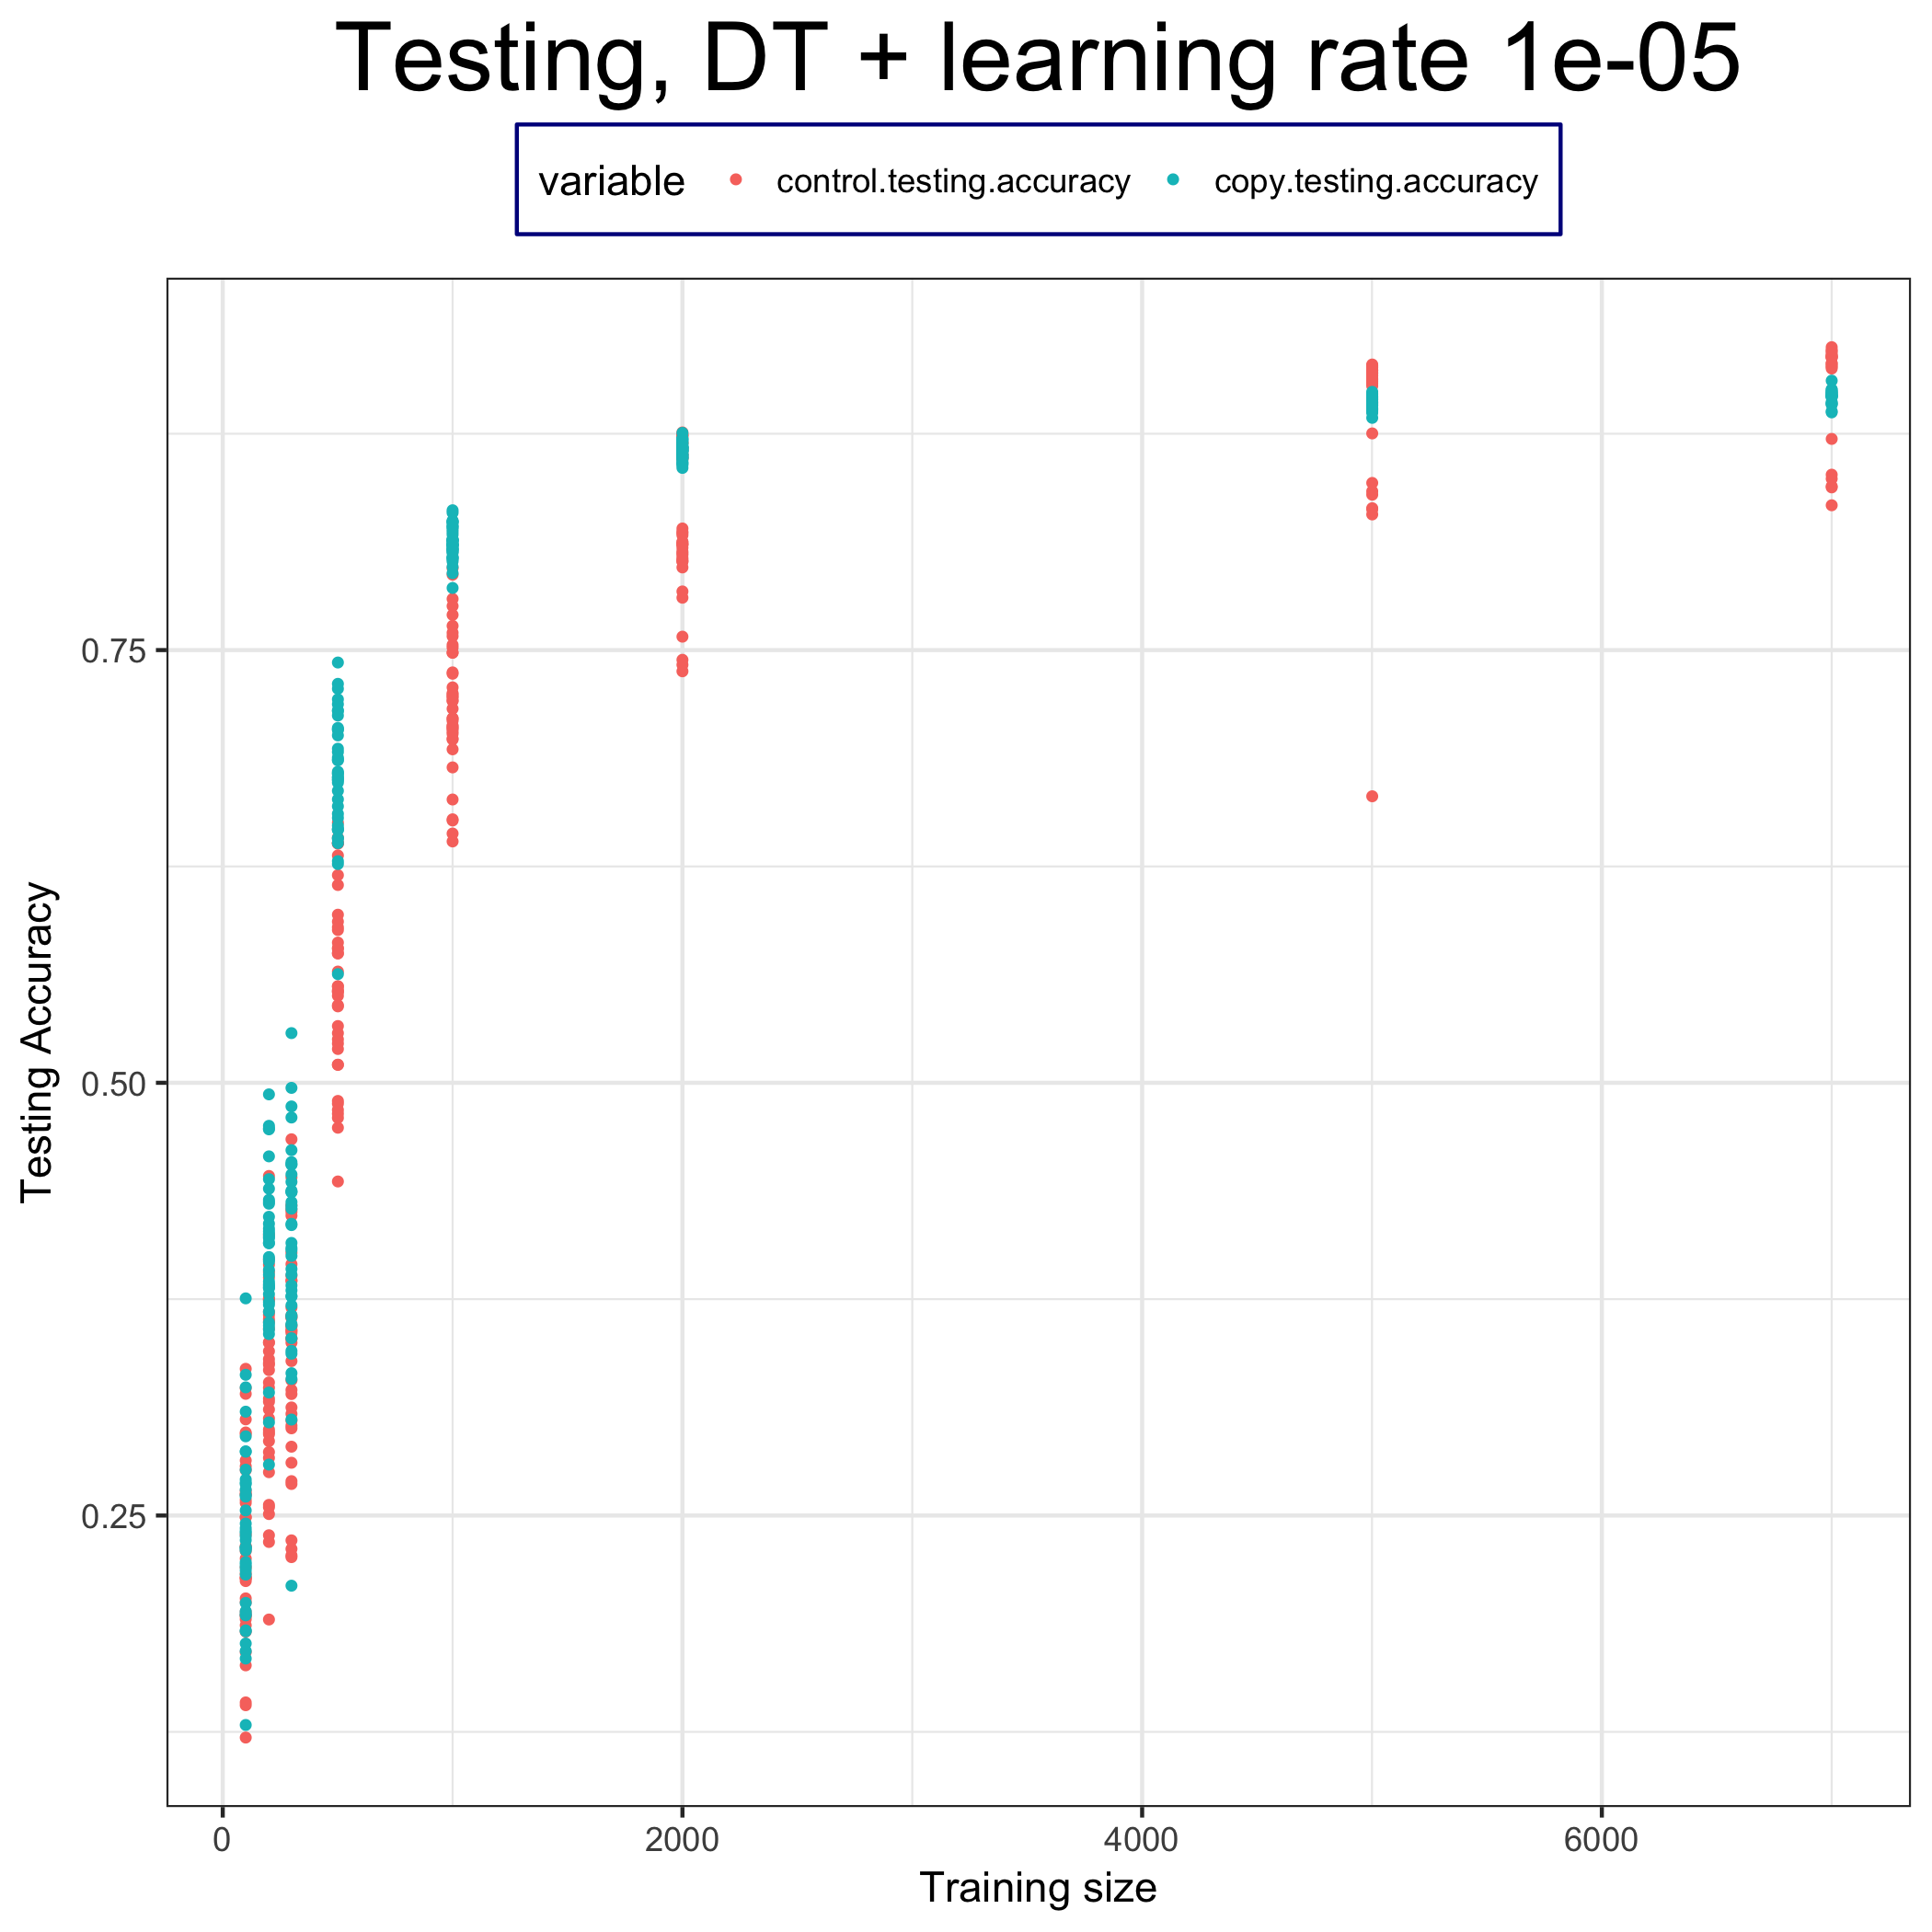 Testing, DT + learning rate 1e-05
variable control.testing.accuracy copy.testing.accuracy
Testing Accuracy
0.75
0.50
0.25
0 2000 4000 6000
Training size